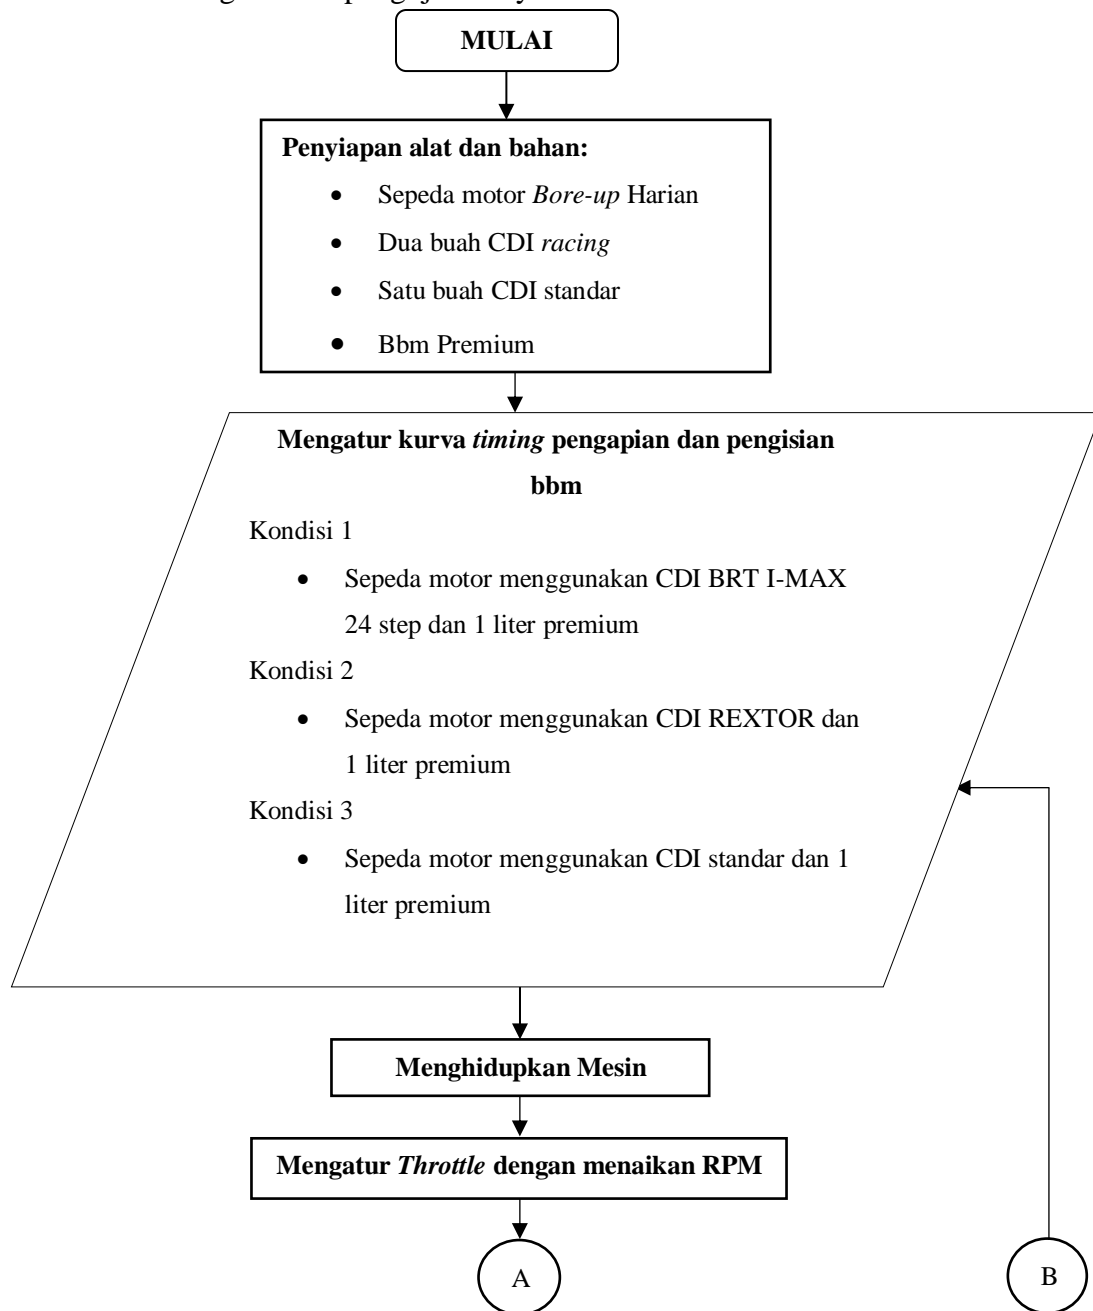 MULAI
Penyiapan alat dan bahan:
• Sepeda motor Bore-up Harian
• Dua buah CDI racing
• Satu buah CDI standar
• Bbm Premium
Mengatur kurva timing pengapian dan pengisian
bbm
Kondisi 1
• Sepeda motor menggunakan CDI BRT I-MAX
24 step dan 1 liter premium
Kondisi 2
• Sepeda motor menggunakan CDI REXTOR dan
1 liter premium
Kondisi 3
• Sepeda motor menggunakan CDI standar dan 1
liter premium
Menghidupkan Mesin
Mengatur Throttle dengan menaikan RPM
A
B